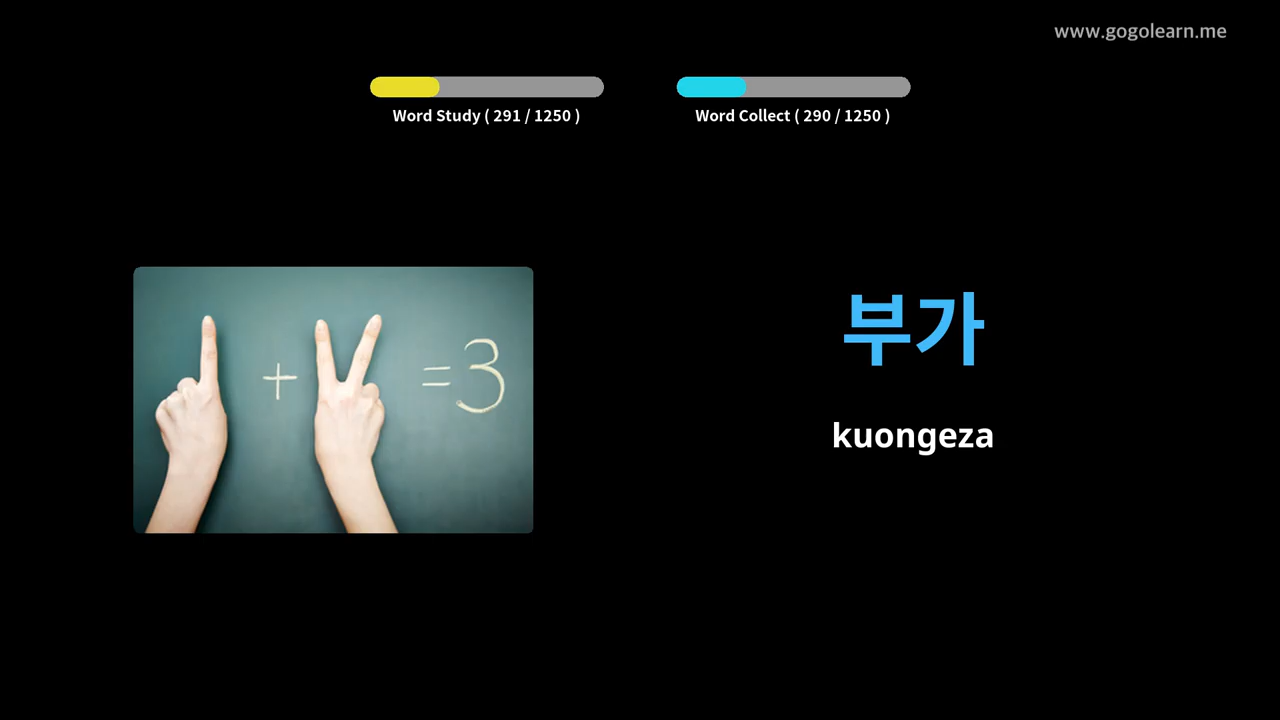 www.gogolearn.me
Word Study ( 291 / 1250 )
Word Collect ( 290 / 1250 )
+ =3
부가
kuongeza